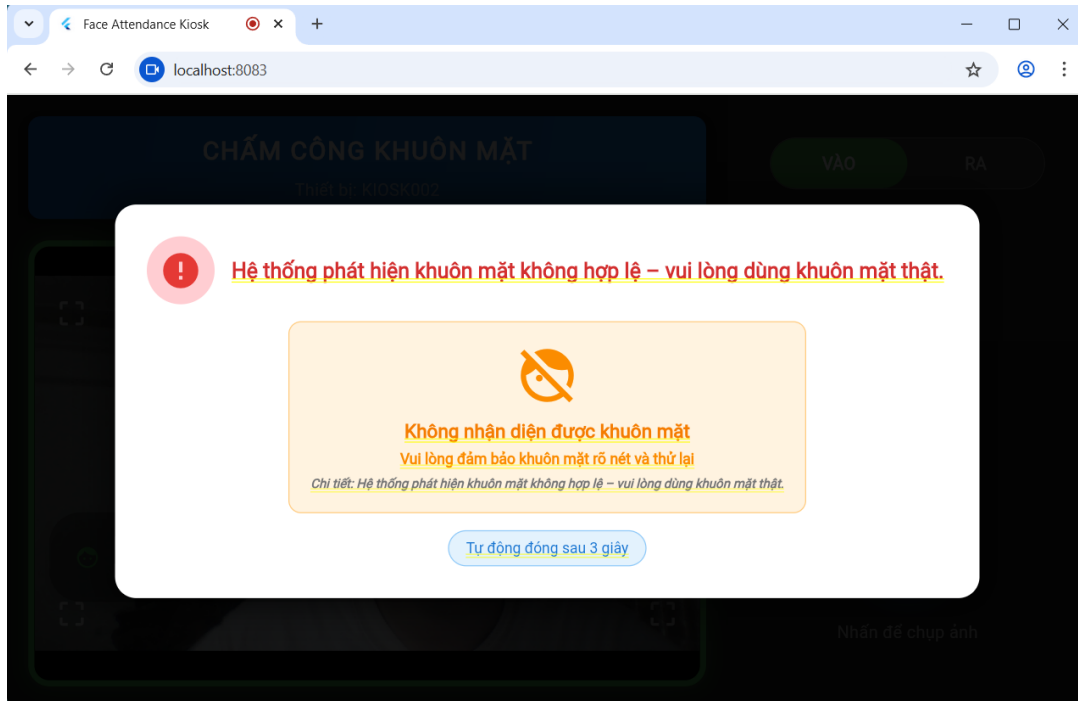 Face Attendance Kiosk
localhost:8083
CHẤM CÔNG KHUÔN MẶT
Thiết bị: KIOSK002
VÀO
RA
Hệ thống phát hiện khuôn mặt không hợp lệ – vui lòng dùng khuôn mặt thật.
Không nhận diện được khuôn mặt
Vui lòng đảm bảo khuôn mặt rõ nét và thử lại
Chi tiết: Hệ thống phát hiện khuôn mặt không hợp lệ – vui lòng dùng khuôn mặt thật.
Tự động đóng sau 3 giây
Nhấn để chụp ảnh